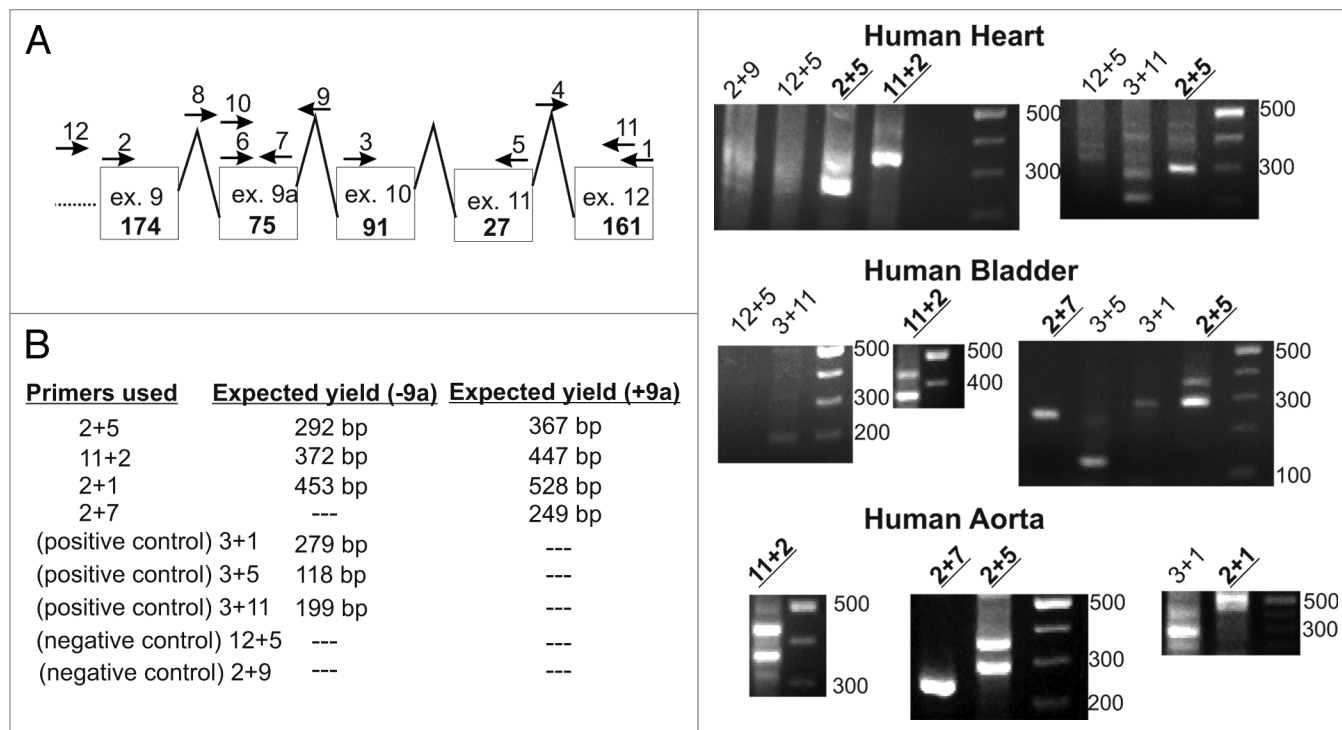 A
8 10 9 4
12 2 6 7 3 5 11 1
ex. 9 ex. 9a ex. 10 ex. 11 ex. 12
174 75 91 27 161
B
Primers used Expected yield (-9a) Expected yield (+9a)
2+5 292 bp 367 bp
11+2 372 bp 447 bp
2+1 453 bp 528 bp
2+7 --- 249 bp
(positive control) 3+1 279 bp ---
(positive control) 3+5 118 bp ---
(positive control) 3+11 199 bp ---
(negative control) 12+5 --- ---
(negative control) 2+9 --- ---
Human Heart
2+9 12+5 2+5 11+2
500
300
12+5 3+11 2+5
500
300
Human Bladder
12+5 3+11
500
300
200
11+2
500
400
2+7 3+5 3+1 2+5
500
300
100
Human Aorta
11+2
500
300
2+7 2+5
500
300
200
3+1 2+1
500
300